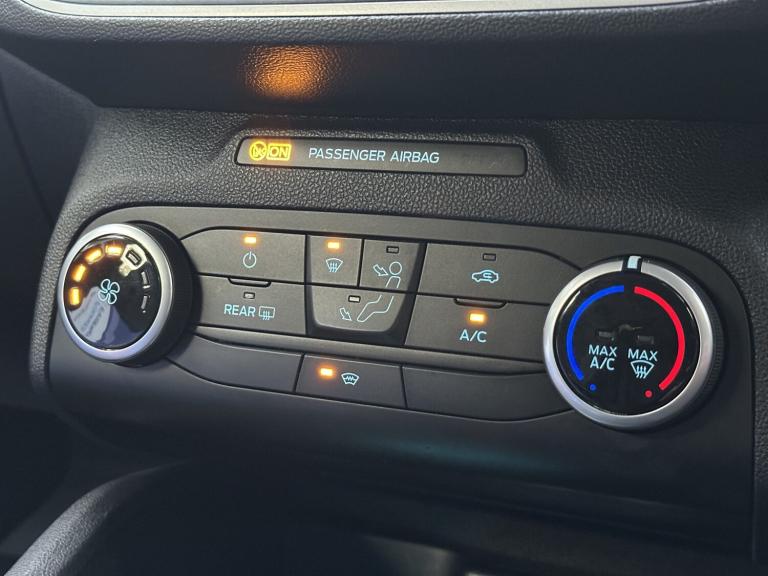 ON PASSENGER AIRBAG
REAR
A/C
MAX A/C
MAX